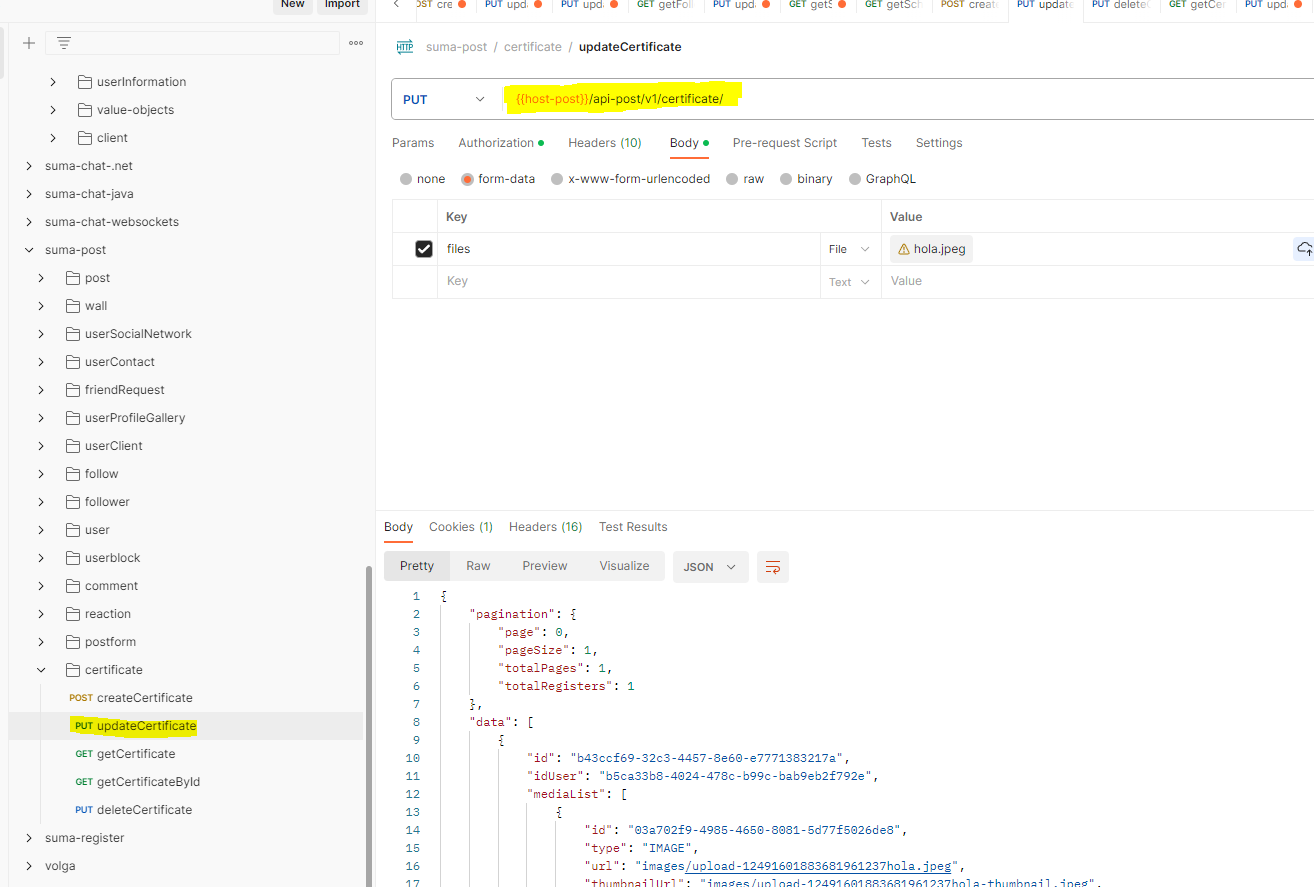 New Import
userInformation
value-objects
client
suma-chat-.net
suma-chat-java
suma-chat-websockets
suma-post
post
wall
userSocialNetwork
userContact
friendRequest
userProfileGallery
userClient
follow
follower
user
userblock
comment
reaction
postform
certificate
POST createCertificate
PUT updateCertificate
GET getCertificate
GET getCertificateById
PUT deleteCertificate
suma-register
volga
OST cre PUT upd PUT upd GET getFoll PUT upd GET getS GET getSch POST creat PUT update PUT deleteC GET getCer PUT upd
HTTP suma-post / certificate / updateCertificate
PUT {{host-post}}/api-post/v1/certificate/
Params Authorization Headers (10) Body Pre-request Script Tests Settings
none form-data x-www-form-urlencoded raw binary GraphQL
Key Value
files File hola.jpeg
Key Text Value
Body Cookies (1) Headers (16) Test Results
Pretty Raw Preview Visualize JSON
1 {
2 "pagination": {
3 "page": 0,
4 "pageSize": 1,
5 "totalPages": 1,
6 "totalRegisters": 1
7 },
8 "data": [
9 {
10 "id": "b43ccf69-32c3-4457-8e60-e7771383217a",
11 "idUser": "b5ca33b8-4024-478c-b99c-bab9eb2f792e",
12 "mediaList": [
13 {
14 "id": "03a702f9-4985-4650-8081-5d77f5026de8",
15 "type": "IMAGE",
16 "url": "images/upload-12491601883681961237hola.jpeg",
17 "thumbnailUrl": "images/upload-12491601883681961237hola-thumbnail.jpeg",